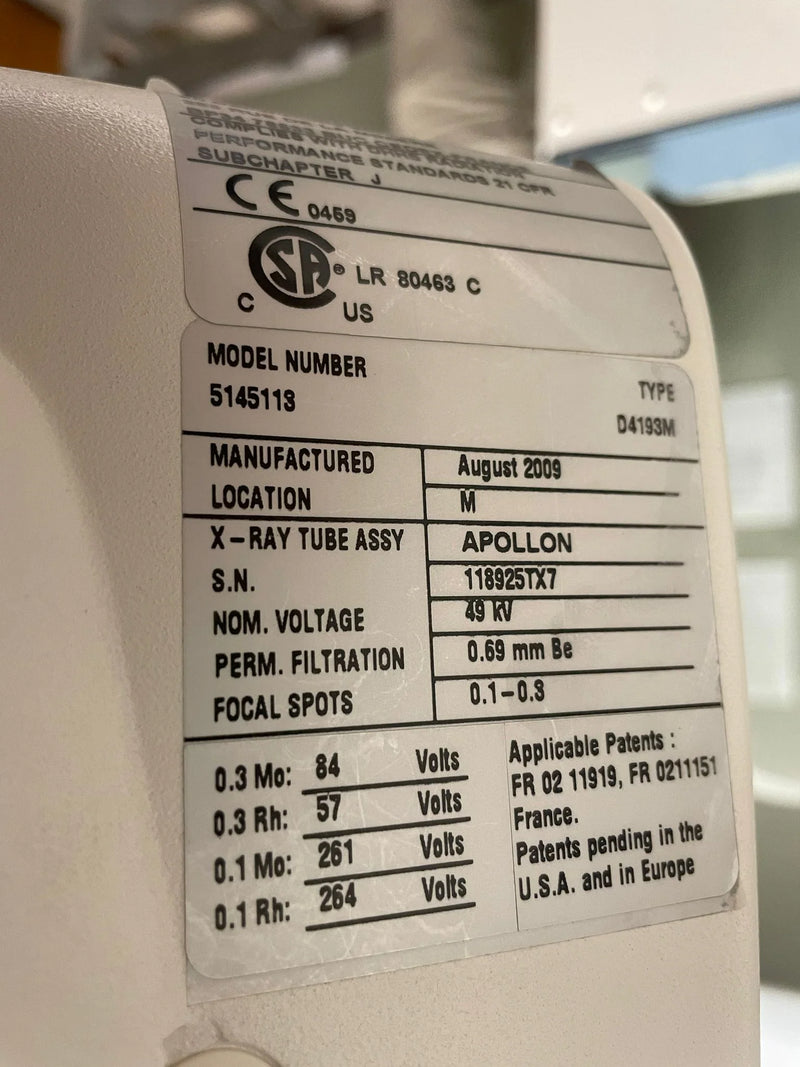 COMPLIES WITH DHHS RADIATION
PERFORMANCE STANDARDS 21 CFR
SUBCHAPTER J
CE 0459
CSA® LR 80463 C
C US
MODEL NUMBER
5145113
TYPE
D4193M
MANUFACTURED August 2009
LOCATION M
X-RAY TUBE ASSY APOLLON
S.N. 118925TX7
NOM. VOLTAGE 49 kV
PERM. FILTRATION 0.69 mm Be
FOCAL SPOTS 0.1-0.3
0.3 Mo: 84 Volts
0.3 Rh: 57 Volts
0.1 Mo: 261 Volts
0.1 Rh: 264 Volts
Applicable Patents :
FR 02 11919, FR 0211151
France.
Patents pending in the
U.S.A. and in Europe